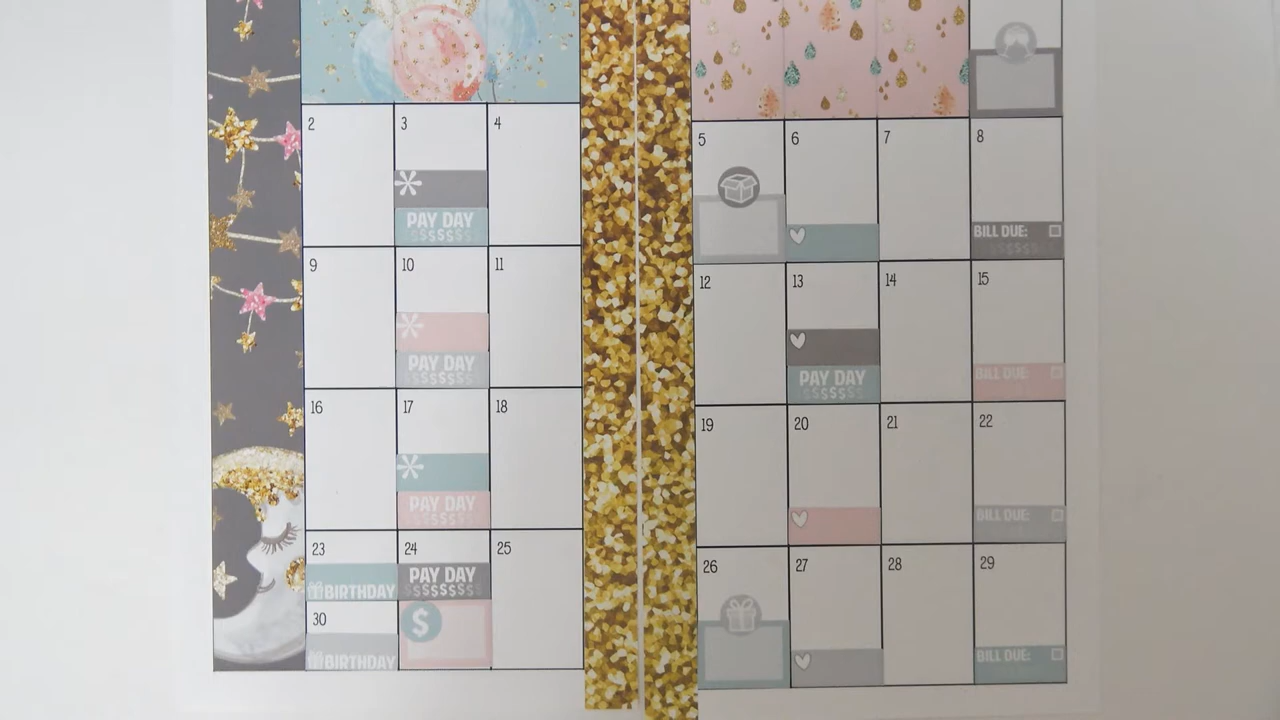 2 3 4
PAY DAY
$$$$$$
5 6 7 8
BILL DUE:
$$$$$$
9 10 11
PAY DAY
$$$$$$
12 13 14 15
PAY DAY
$$$$$$
BILL DUE:
16 17 18
PAY DAY
$$$$$$
19 20 21 22
BILL DUE:
23 24 25
BIRTHDAY
PAY DAY
$$$$$$
30
BIRTHDAY
$
26 27 28 29
BILL DUE: